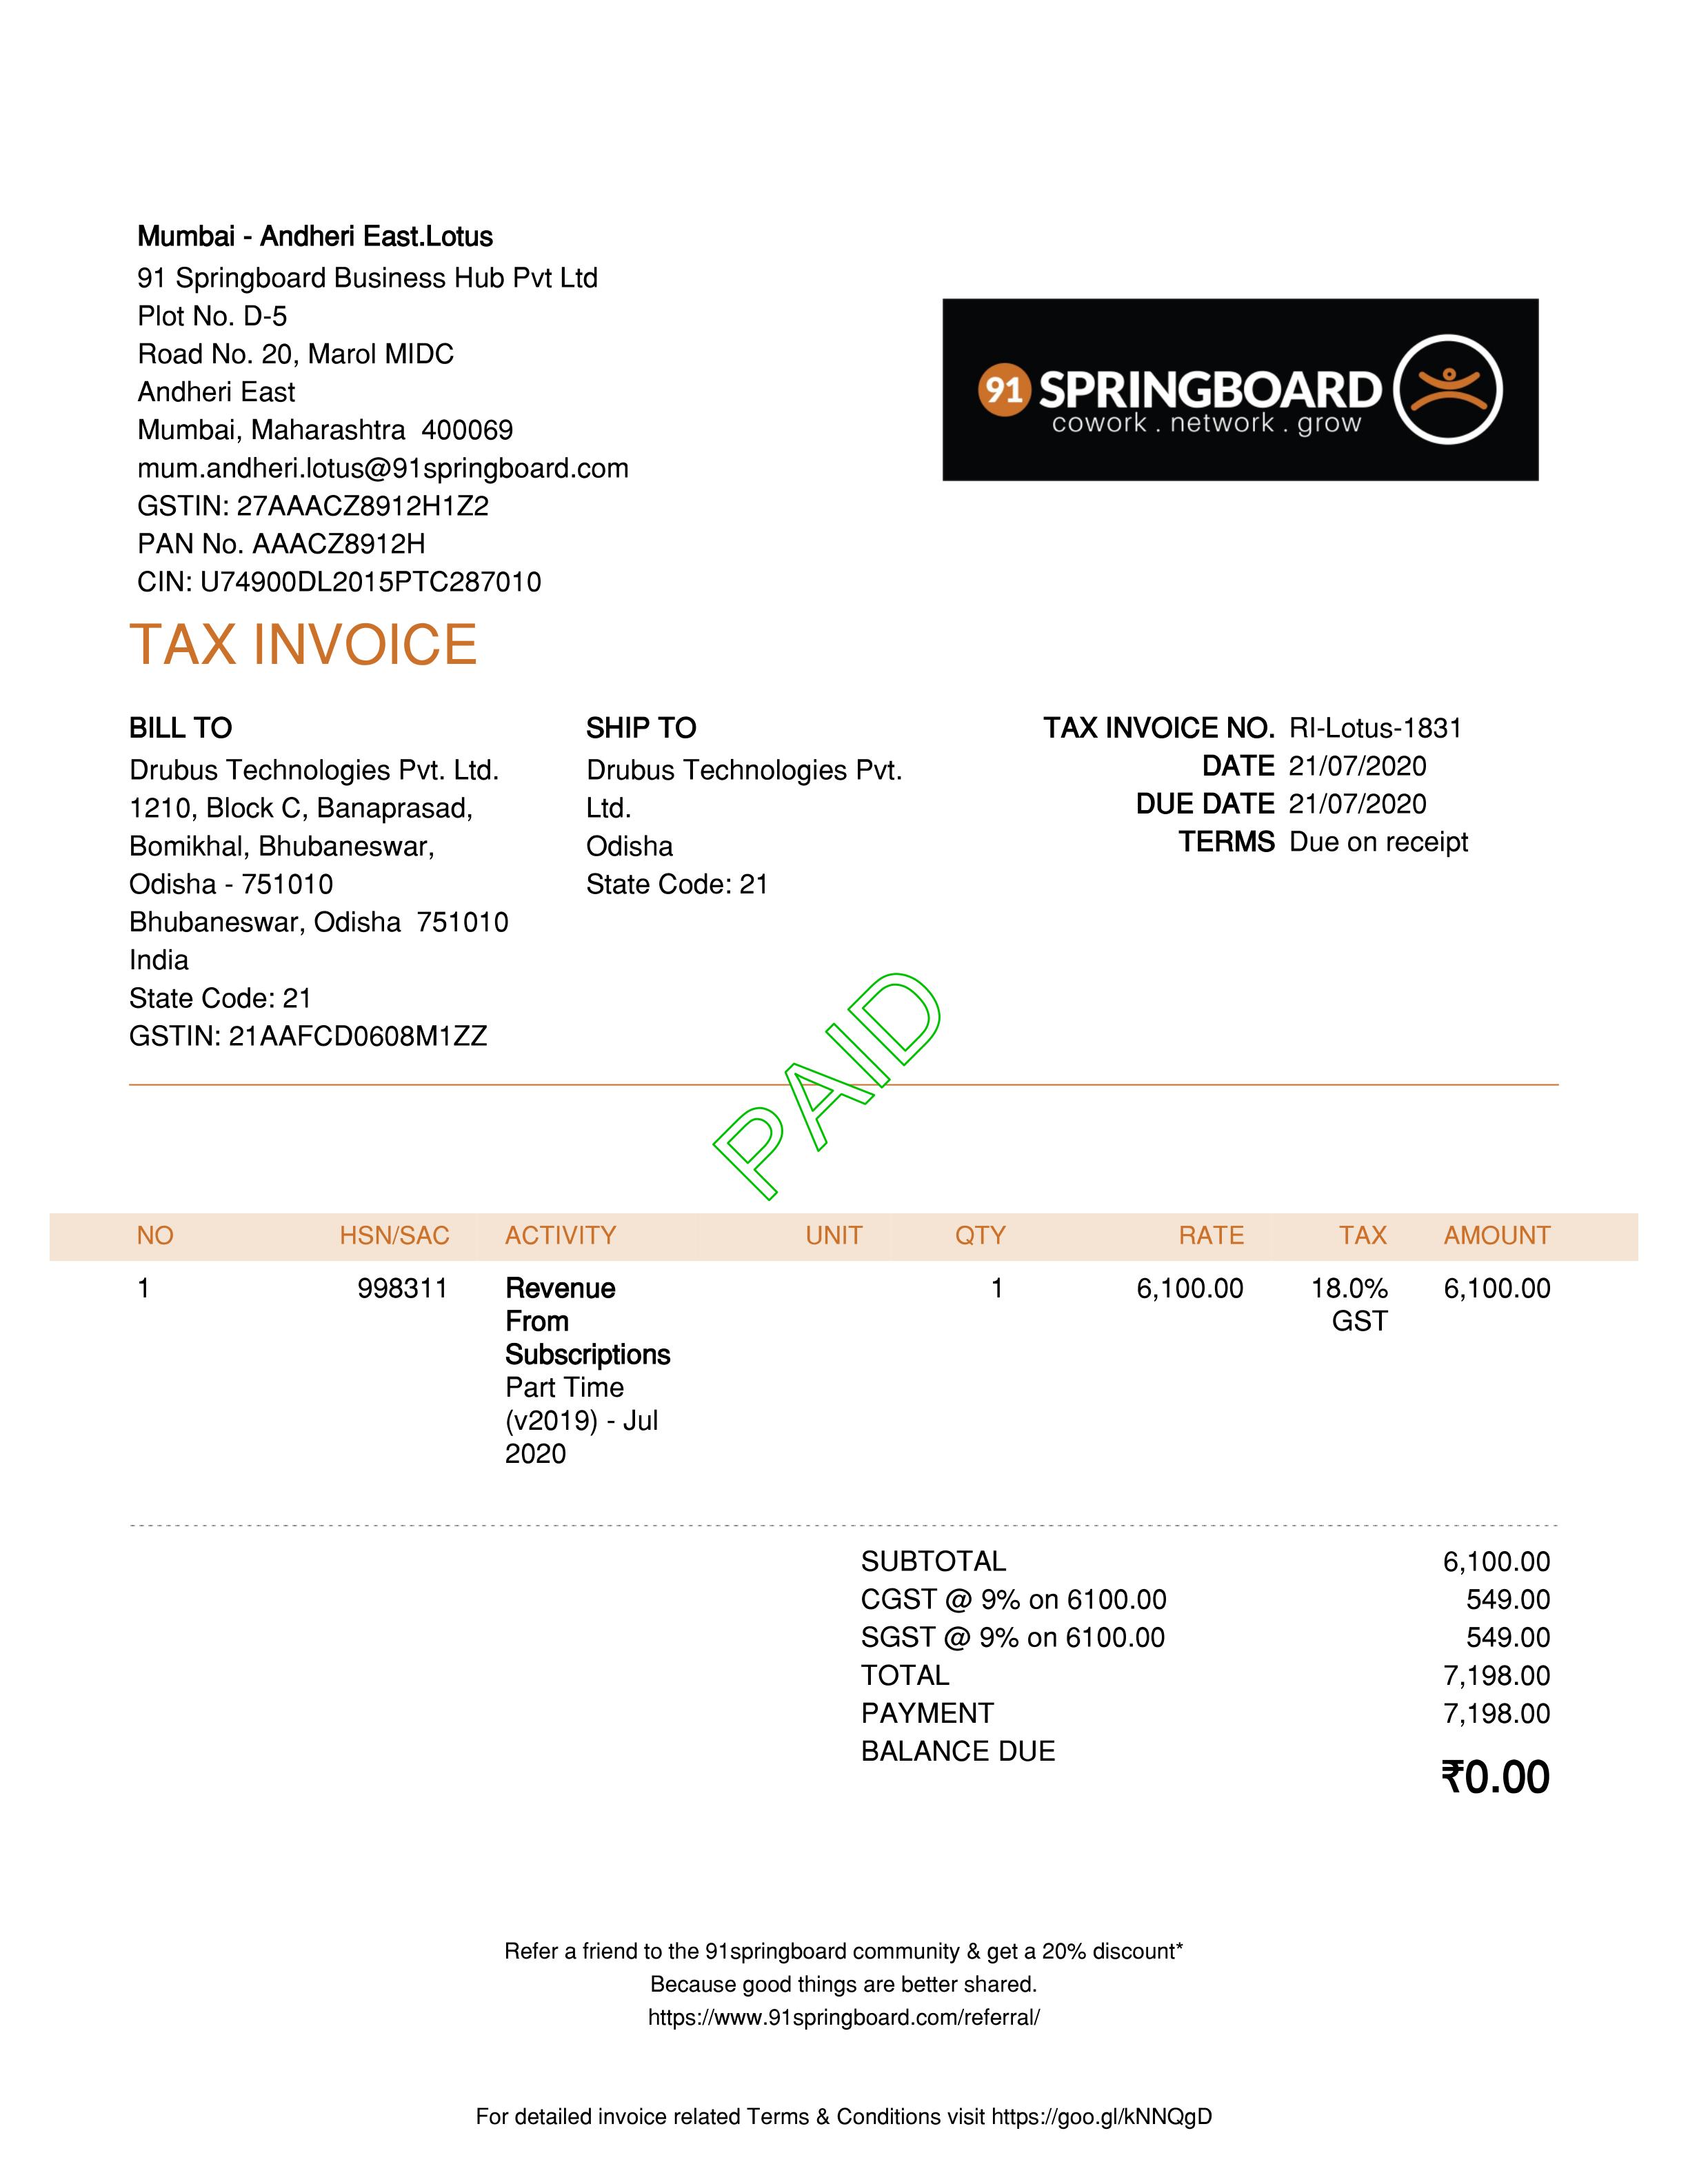 Mumbai - Andheri East.Lotus
91 Springboard Business Hub Pvt Ltd
Plot No. D-5
Road No. 20, Marol MIDC
Andheri East
Mumbai, Maharashtra  400069
mum.andheri.lotus@91springboard.com
GSTIN: 27AAACZ8912H1Z2
PAN No. AAACZ8912H
CIN: U74900DL2015PTC287010
91 SPRINGBOARD
cowork . network . grow
TAX INVOICE
BILL TO
Drubus Technologies Pvt. Ltd.
1210, Block C, Banaprasad,
Bomikhal, Bhubaneswar,
Odisha - 751010
Bhubaneswar, Odisha  751010
India
State Code: 21
GSTIN: 21AAFCD0608M1ZZ
SHIP TO
Drubus Technologies Pvt.
Ltd.
Odisha
State Code: 21
TAX INVOICE NO. RI-Lotus-1831
DATE 21/07/2020
DUE DATE 21/07/2020
TERMS Due on receipt
PAID
NO HSN/SAC ACTIVITY UNIT QTY RATE TAX AMOUNT
1 998311 Revenue 1 6,100.00 18.0% 6,100.00
From GST
Subscriptions
Part Time
(v2019) - Jul
2020
SUBTOTAL 6,100.00
CGST @ 9% on 6100.00 549.00
SGST @ 9% on 6100.00 549.00
TOTAL 7,198.00
PAYMENT 7,198.00
BALANCE DUE ₹0.00
Refer a friend to the 91springboard community & get a 20% discount*
Because good things are better shared.
https://www.91springboard.com/referral/
For detailed invoice related Terms & Conditions visit https://goo.gl/kNNQgD